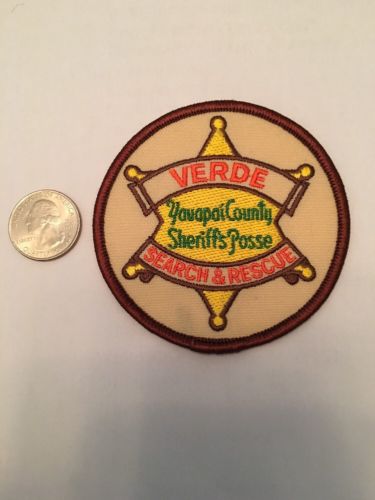 VERDE
Yavapai County
Sheriffs Posse
SEARCH & RESCUE